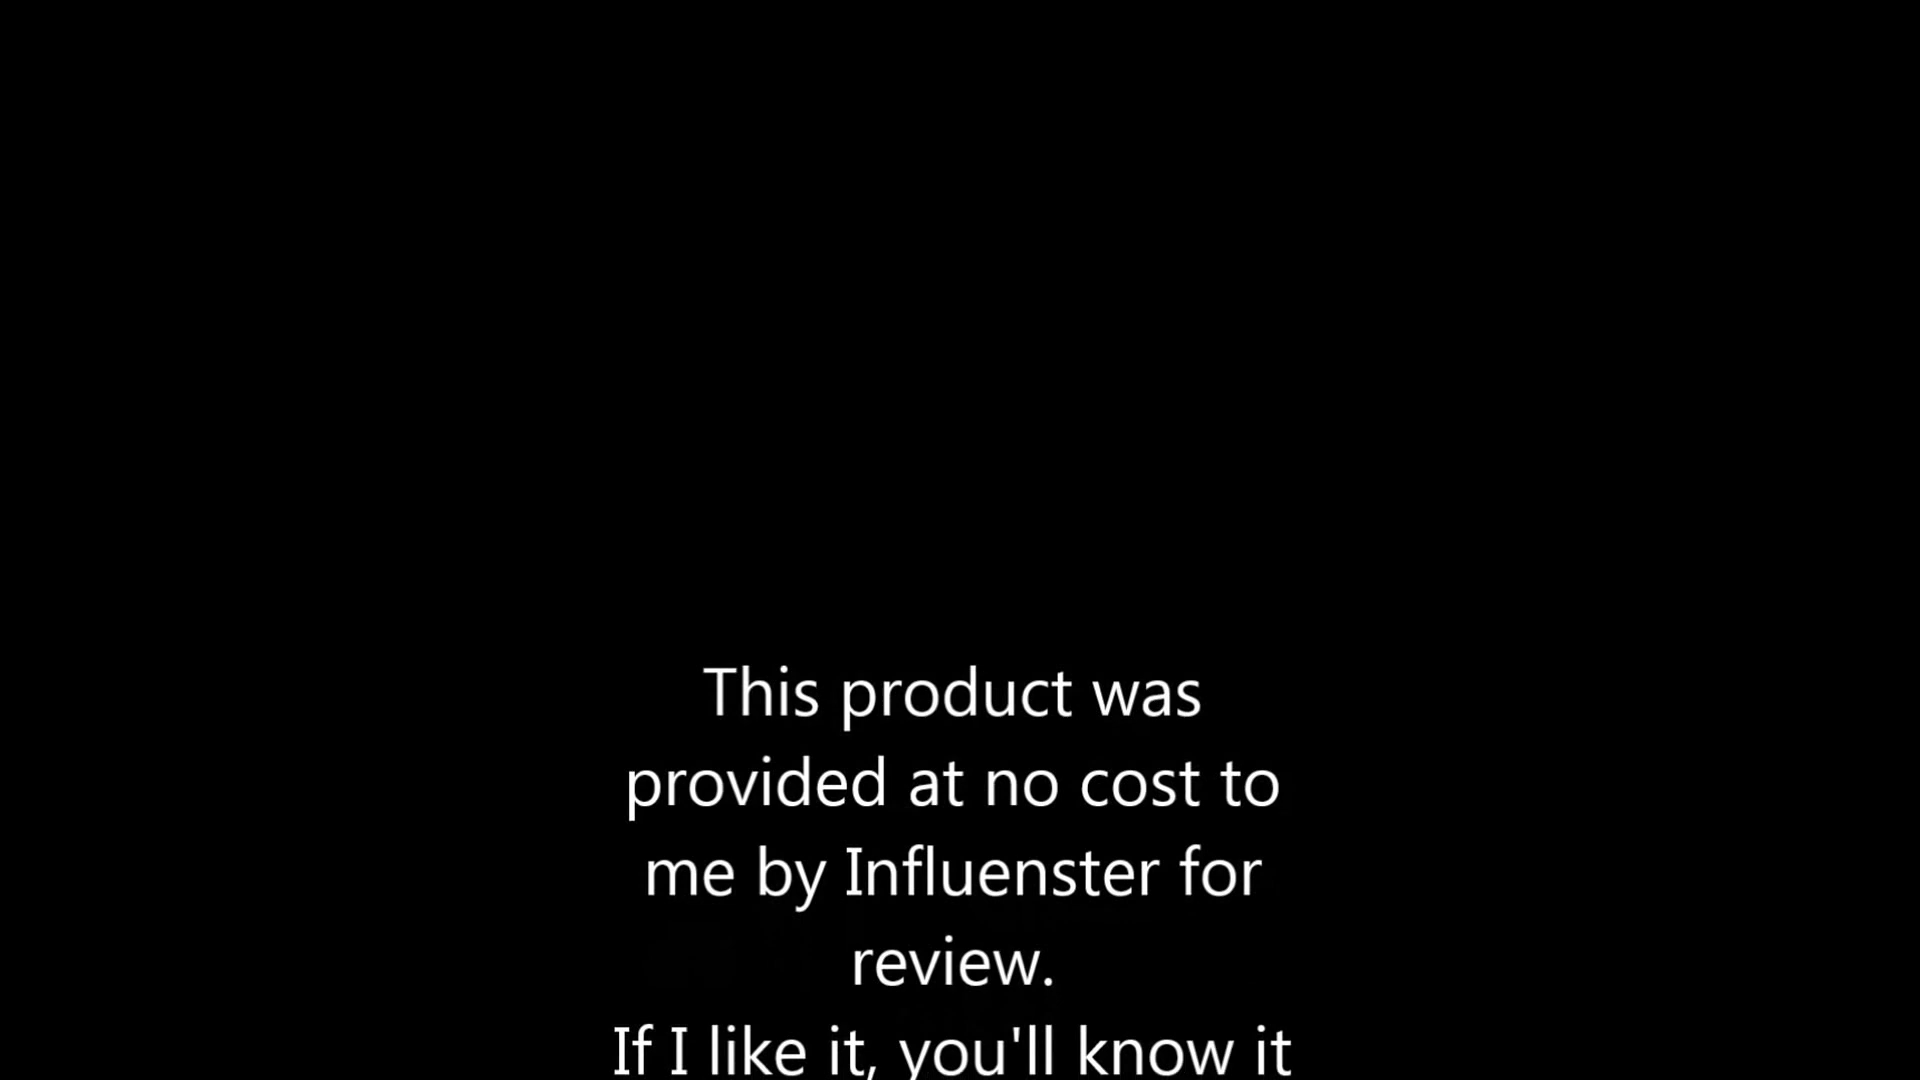 This product was
provided at no cost to
me by Influenster for
review.
If I like it, you'll know it